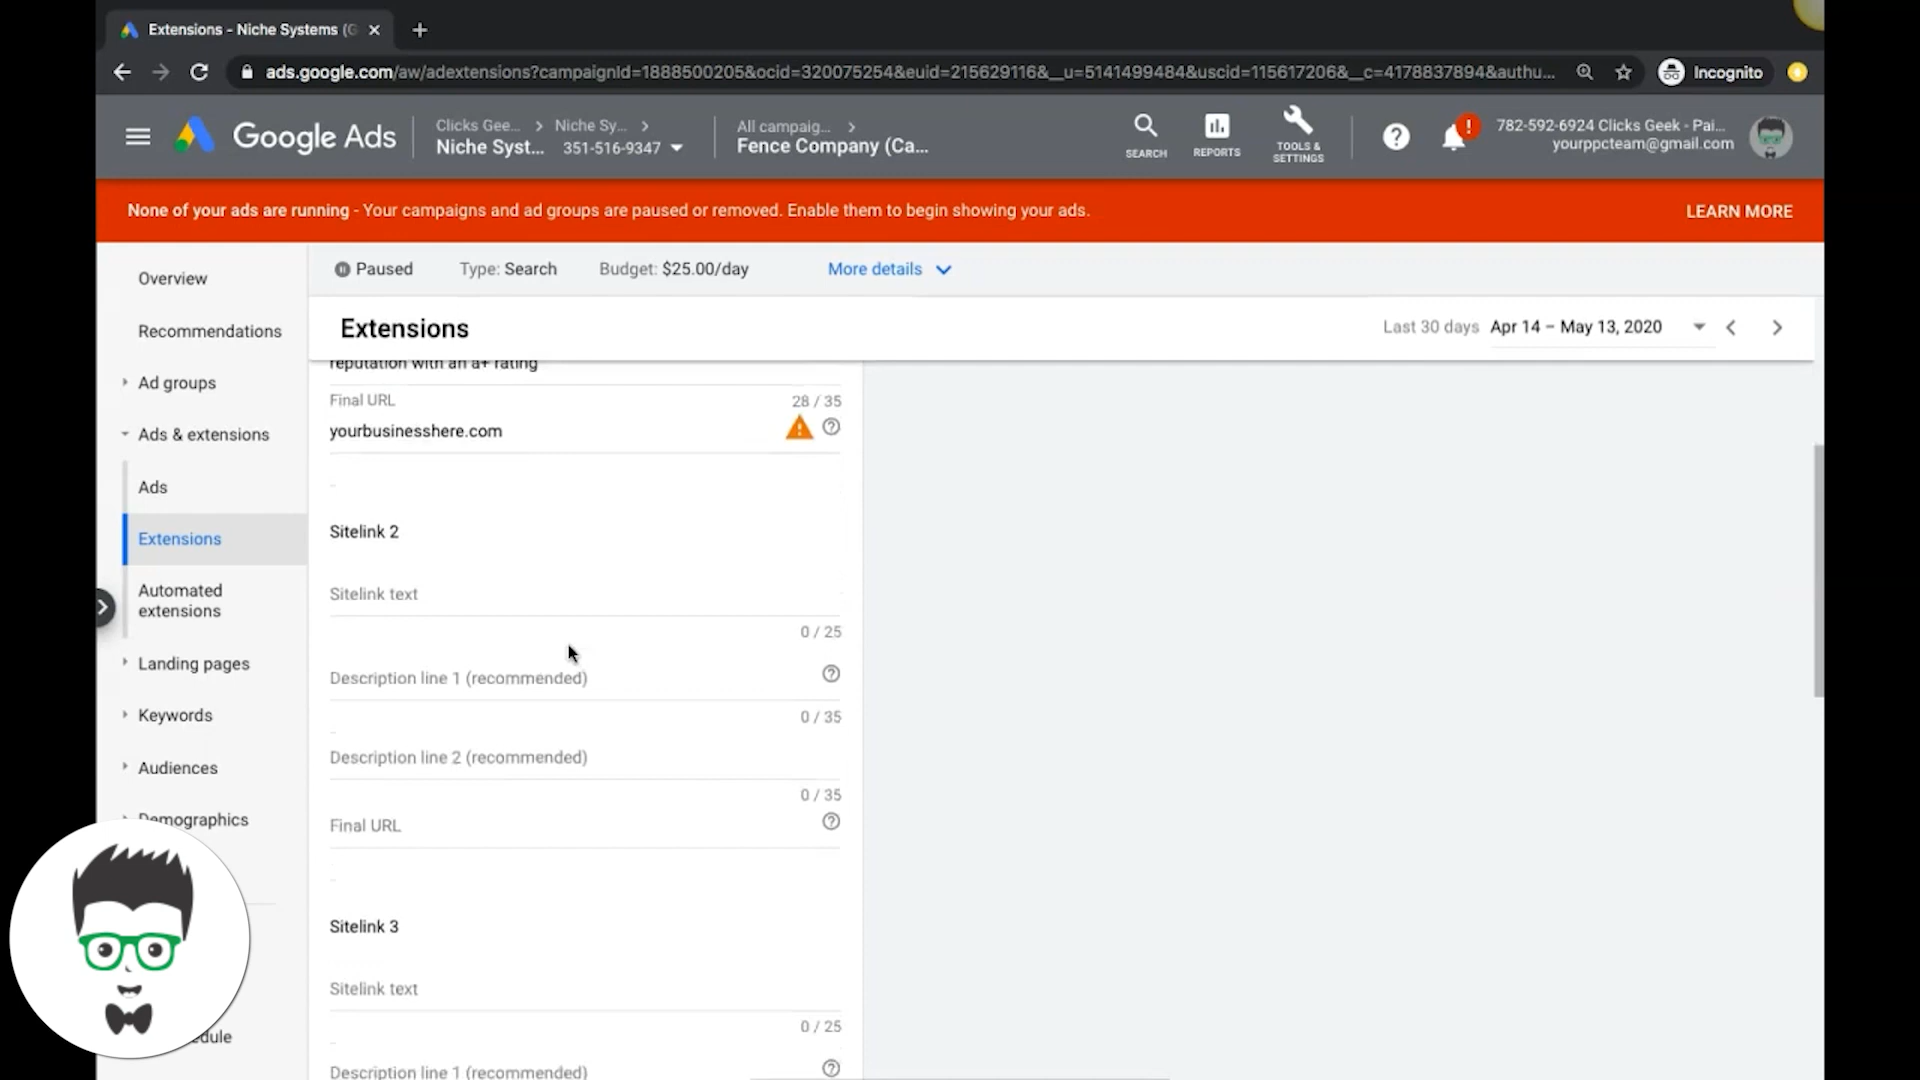 Extensions - Niche Systems (G
ads.google.com/aw/adextensions?campaignId=1888500205&ocid=320075254&euid=215629116&__u=5141499484&uscid=115617206&__c=4178837894&authu...
Incognito
Google Ads
Clicks Gee... > Niche Sy... >
Niche Syst... 351-516-9347
All campaig... >
Fence Company (Ca...
SEARCH
REPORTS
TOOLS &
SETTINGS
782-592-6924 Clicks Geek - Pai...
yourppcteam@gmail.com
None of your ads are running - Your campaigns and ad groups are paused or removed. Enable them to begin showing your ads.
LEARN MORE
Overview
Recommendations
Ad groups
Ads & extensions
Ads
Extensions
Automated
extensions
Landing pages
Keywords
Audiences
Demographics
edule
Paused
Type: Search
Budget: $25.00/day
More details
Extensions
Last 30 days Apr 14 – May 13, 2020
reputation with an a+ rating
Final URL
28 / 35
yourbusinesshere.com
Sitelink 2
Sitelink text
0 / 25
Description line 1 (recommended)
0 / 35
Description line 2 (recommended)
0 / 35
Final URL
Sitelink 3
Sitelink text
0 / 25
Description line 1 (recommended)